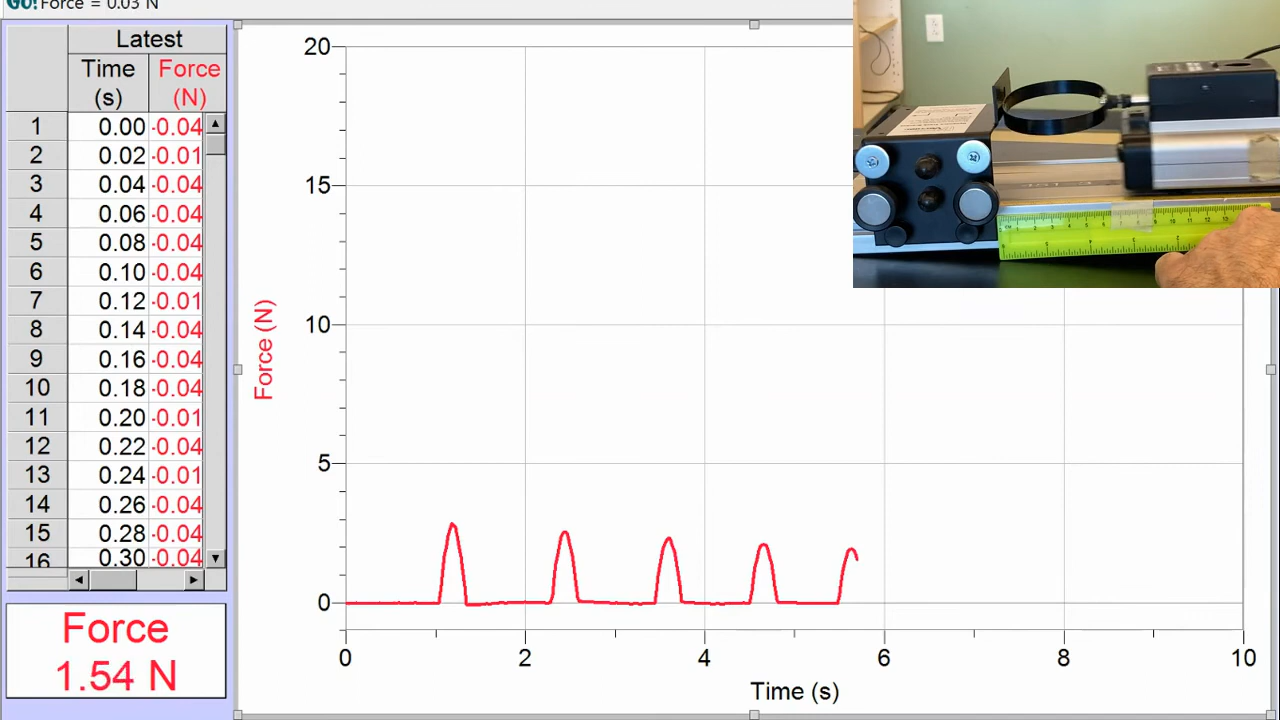 GO! Force = 0.03 N
Latest
Time Force
(s) (N)
1 0.00 -0.04
2 0.02 -0.01
3 0.04 -0.04
4 0.06 -0.04
5 0.08 -0.04
6 0.10 -0.04
7 0.12 -0.01
8 0.14 -0.04
9 0.16 -0.04
10 0.18 -0.04
11 0.20 -0.01
12 0.22 -0.04
13 0.24 -0.01
14 0.26 -0.04
15 0.28 -0.04
16 0.30 -0.04
Force
1.54 N
20
15
10
5
0
Force (N)
0 2 4 6 8 10
Time (s)